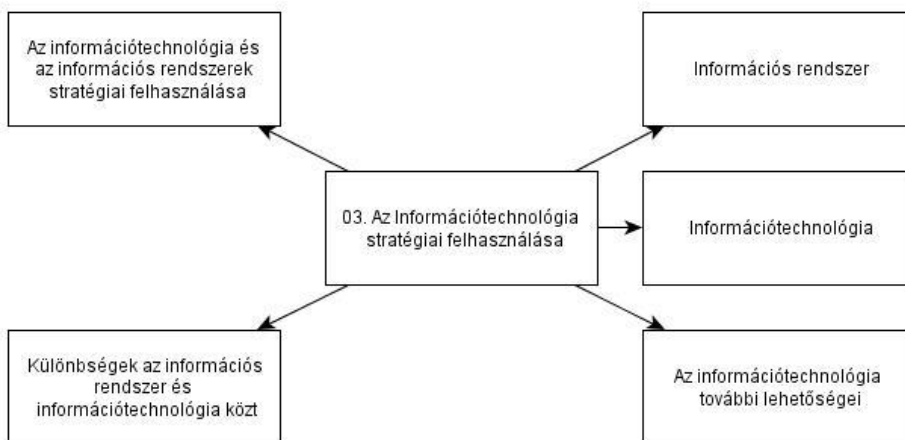 Az információtechnológia és
az információs rendszerek
stratégiai felhasználása
Információs rendszer
03. Az Információtechnológia
stratégiai felhasználása
Információtechnológia
Különbségek az információs
rendszer és
információtechnológia közt
Az információtechnológia
további lehetőségei